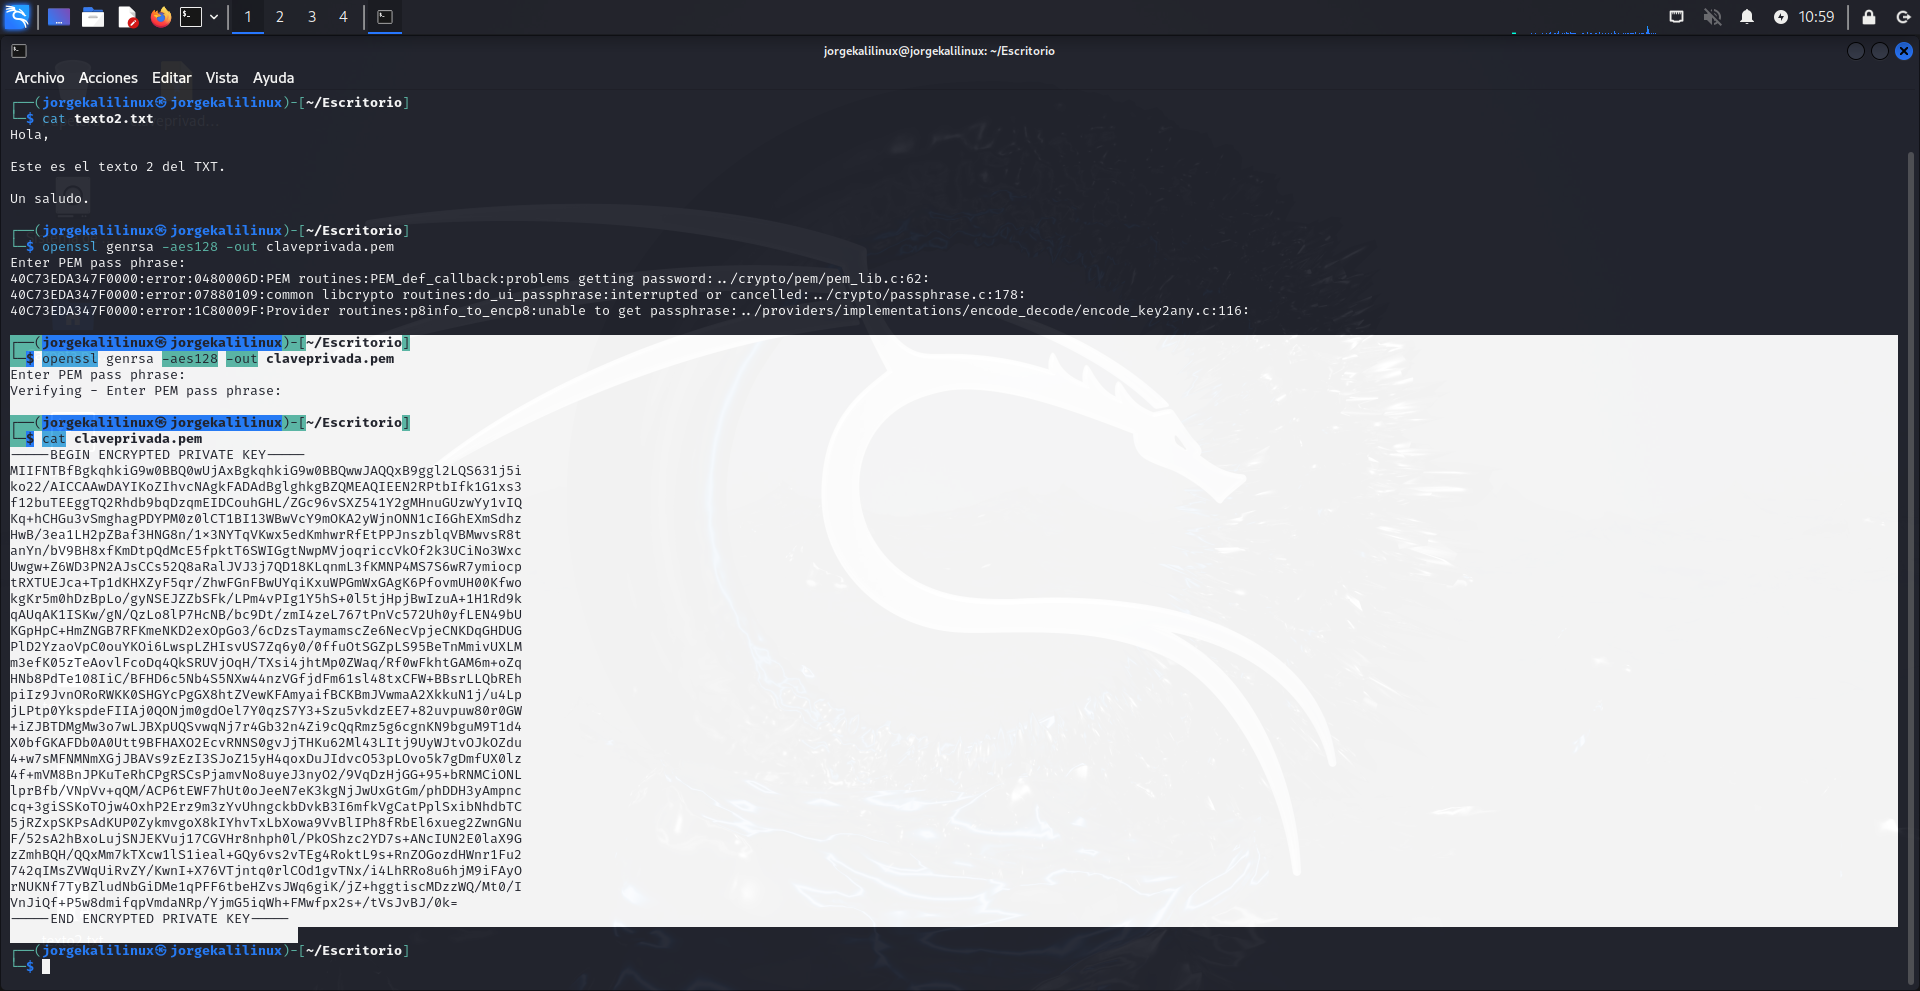 1 2 3 4
10:59
jorgekalilinux@jorgekalilinux: ~/Escritorio
Archivo Acciones Editar Vista Ayuda
┌──(jorgekalilinux㉿jorgekalilinux)-[~/Escritorio]
└─$ cat texto2.txt
Hola,
Este es el texto 2 del TXT.
Un saludo.
┌──(jorgekalilinux㉿jorgekalilinux)-[~/Escritorio]
└─$ openssl genrsa -aes128 -out claveprivada.pem
Enter PEM pass phrase:
40C73EDA347F0000:error:0480006D:PEM routines:PEM_def_callback:problems getting password:../crypto/pem/pem_lib.c:62:
40C73EDA347F0000:error:07880109:common libcrypto routines:do_ui_passphrase:interrupted or cancelled:../crypto/passphrase.c:178:
40C73EDA347F0000:error:1C80009F:Provider routines:p8info_to_encp8:unable to get passphrase:../providers/implementations/encode_decode/encode_key2any.c:116:
┌──(jorgekalilinux㉿jorgekalilinux)-[~/Escritorio]
└─$ openssl genrsa -aes128 -out claveprivada.pem
Enter PEM pass phrase:
Verifying - Enter PEM pass phrase:
┌──(jorgekalilinux㉿jorgekalilinux)-[~/Escritorio]
└─$ cat claveprivada.pem
-----BEGIN ENCRYPTED PRIVATE KEY-----
MIIFNTBfBgkqhkiG9w0BBQ0wUjAxBgkqhkiG9w0BBQwwJAQQxB9ggl2LQS631j5i
ko22/AICCAAwDAYIKoZIhvcNAgkFADAdBglghkgBZQMEAQIEEN2RPtbIfk1G1xs3
f12buTEEggTQ2Rhdb9bqDzqmEIDCouhGHL/ZGc96vSXZ541Y2gMHnuGUzwYy1vIQ
Kq+hCHGu3vSmghagPDYPM0z0lCT1BI13WBwVcY9mOKA2yWjnONN1cI6GhEXmSdhz
HwB/3ea1LH2pZBaf3HNG8n/1×3NYTqVKwx5edKmhwrRfEtPPJnszblqVBMwvsR8t
anYn/bV9BH8xfKmDtpQdMcE5fpktT6SWIGgtNwpMVjoqriccVkOf2k3UCiNo3Wxc
Uwgw+Z6WD3PN2AJsCCs52Q8aRalJVJ3j7QD18KLqnmL3fKMNP4MS7S6wR7ymiocp
tRXTUEJca+Tp1dKHXZyF5qr/ZhwFGnFBwUYqiKxuWPGmWxGAgK6PfovmUH00Kfwo
kgKr5m0hDzBpLo/gyNSEJZZbSFk/LPm4vPIg1Y5hS+0l5tjHpjBwIzuA+1H1Rd9k
qAUqAK1ISKw/gN/QzLo8lP7HcNB/bc9Dt/zmI4zeL767tPnVc572Uh0yfLEN49bU
KGpHpC+HmZNGB7RFKmeNKD2exOpGo3/6cDzsTaymamscZe6NecVpjeCNKDqGHDUG
PlD2YzaoVpC0ouYKOi6LwspLZHIsvUS7Zq6y0/0ffuOtSGZpLS95BeTnMmivUXLM
m3efK05zTeAovlFcoDq4QkSRUVjOqH/TXsi4jhtMp0ZWaq/Rf0wFkhtGAM6m+oZq
HNb8PdTe108IiC/BFHD6c5Nb4S5NXw44nzVGfjdFm61sl48txCFW+BBsrLLQbREh
piIz9JvnORoRWKK0SHGYcPgGX8htZVewKFAmyaifBCKBmJVwmaA2XkkuN1j/u4Lp
jLPtp0YkspdeFIIAj0QONjm0gdOel7Y0qzS7Y3+Szu5vkdzEE7+82uvpuw80r0GW
+iZJBTDMgMw3o7wLJBXpUQSvwqNj7r4Gb32n4Zi9cQqRmz5g6cgnKN9bguM9T1d4
X0bfGKAFDb0A0Utt9BFHAXO2EcvRNNS0gvJjTHKu62Ml43LItj9UyWJtvOJkOZdu
4+w7sMFNMNmXGjJBAVs9zEzI3SJoZ15yH4qoxDuJIdvcO53pLOvo5k7gDmfUX0lz
4f+mVM8BnJPKuTeRhCPgRSCsPjamvNo8uyeJ3nyO2/9VqDzHjGG+95+bRNMCiONL
lprBfb/VNpVv+qQM/ACP6tEWF7hUt0oJeeN7eK3kgNjJwUxGtGm/phDDH3yAmpnc
cq+3giSSKoTOjw4OxhP2Erz9m3zYvUhngckbDvkB3I6mfkVgCatPplSxibNhdbTC
5jRZxpSKPsAdKUP0ZykmvgoX8kIYhvTxLbXowa9VvBlIPh8fRbEl6xueg2ZwnGNu
F/52sA2hBxoLujSNJEKVuj17CGVHr8nhph0l/PkOShzc2YD7s+ANcIUN2E0laX9G
zZmhBQH/QQxMm7kTXcw1lS1ieal+GQy6vs2vTEg4RoktL9s+RnZOGozdHWnr1Fu2
742qIMsZVWqUiRvZY/KwnI+X76VTjntq0rlCOd1gvTNx/i4LhRRo8u6hjM9iFAyO
rNUKNf7TyBZludNbGiDMe1qPFF6tbeHZvsJWq6giK/jZ+hggtiscMDzzWQ/Mt0/I
VnJiQf+P5w8dmifqpVmdaNRp/YjmG5iqWh+FMwfpx2s+/tVsJvBJ/0k=
-----END ENCRYPTED PRIVATE KEY-----
┌──(jorgekalilinux㉿jorgekalilinux)-[~/Escritorio]
└─$